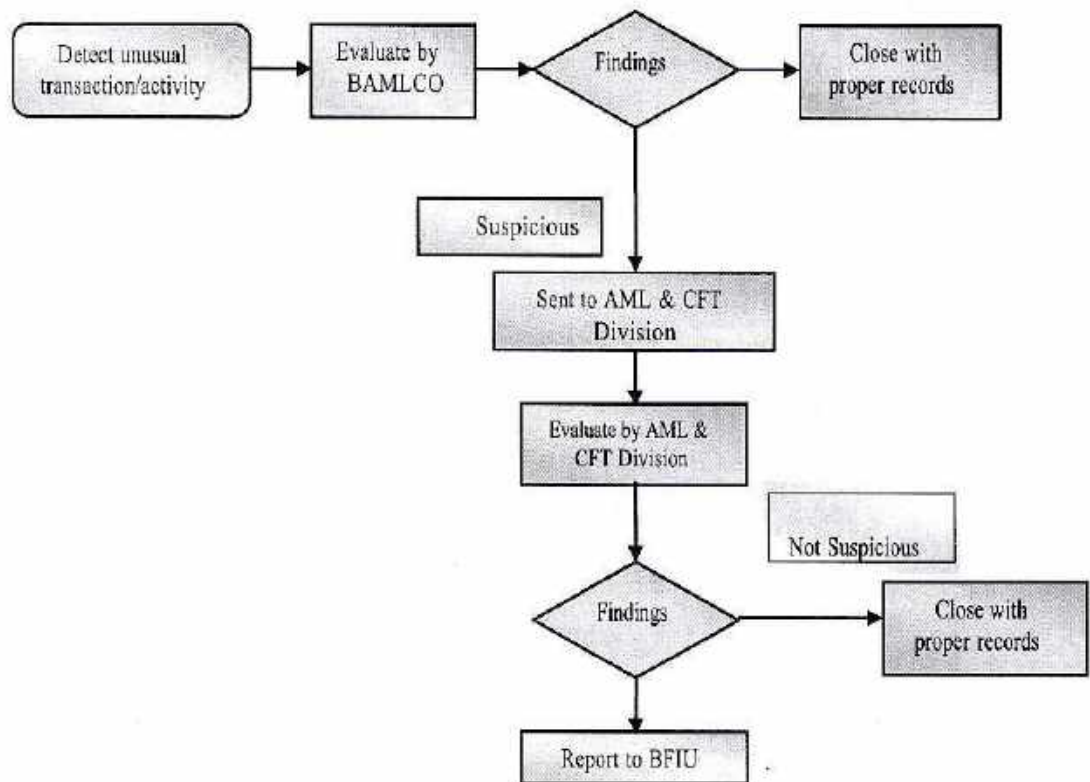 Detect unusual
transaction/activity
Evaluate by
BAMLCO
Findings
Close with
proper records
Suspicious
Sent to AML & CFT
Division
Evaluate by AML &
CFT Division
Not Suspicious
Findings
Close with
proper records
Report to BFIU